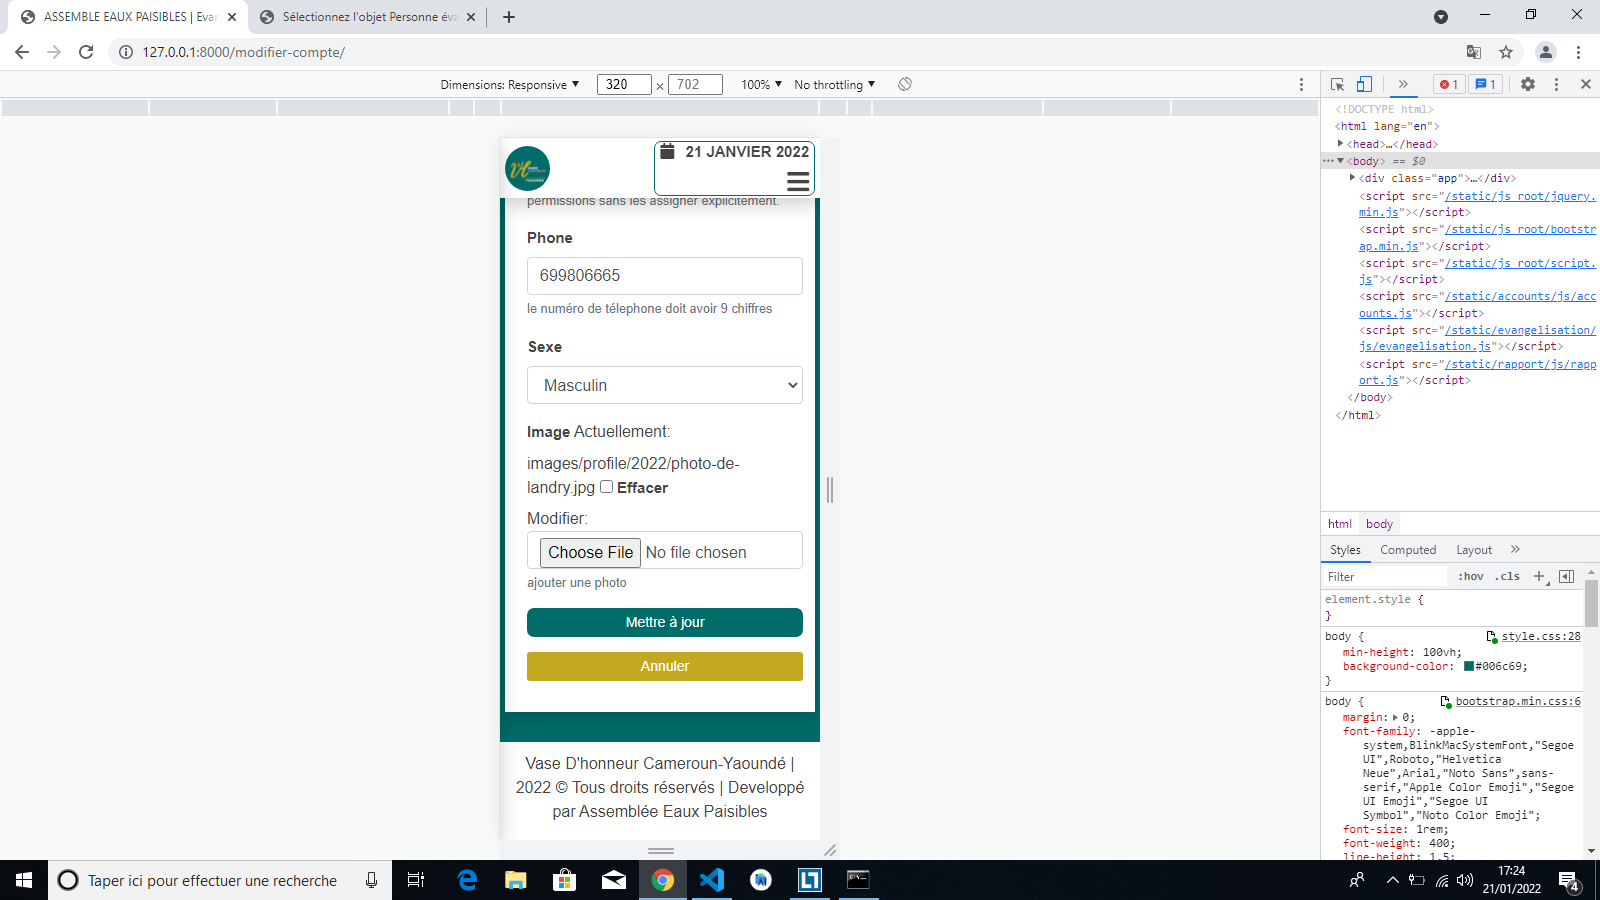 ASSEMBLE EAUX PAISIBLES | Evan
Sélectionnez l'objet Personne éva
127.0.0.1:8000/modifier-compte/
Dimensions: Responsive
320
×
702
100%
No throttling
1
1
21 JANVIER 2022
permissions sans les assigner explicitement.
Phone
699806665
le numéro de télephone doit avoir 9 chiffres
Sexe
Masculin
Image Actuellement:
images/profile/2022/photo-de-
landry.jpg Effacer
Modifier:
Choose File No file chosen
ajouter une photo
Mettre à jour
Annuler
Vase D'honneur Cameroun-Yaoundé |
2022 © Tous droits réservés | Developpé
par Assemblée Eaux Paisibles
<!DOCTYPE html>
<html lang="en">
<head>…</head>
<body> == $0
<div class="app">…</div>
<script src="/static/js_root/jquery.
min.js"></script>
<script src="/static/js_root/bootstr
ap.min.js"></script>
<script src="/static/js_root/script.
js"></script>
<script src="/static/accounts/js/acc
ounts.js"></script>
<script src="/static/evangelisation/
js/evangelisation.js"></script>
<script src="/static/rapport/js/rapp
ort.js"></script>
</body>
</html>
html body
Styles Computed Layout
Filter
:hov .cls
element.style {
}
body { style.css:28
min-height: 100vh;
background-color: #006c69;
}
body { bootstrap.min.css:6
margin: 0;
font-family: -apple-
system,BlinkMacSystemFont,"Segoe
UI",Roboto,"Helvetica
Neue",Arial,"Noto Sans",sans-
serif,"Apple Color Emoji","Segoe
UI Emoji","Segoe UI
Symbol","Noto Color Emoji";
font-size: 1rem;
font-weight: 400;
line-height: 1.5;
Taper ici pour effectuer une recherche
17:24
21/01/2022
4